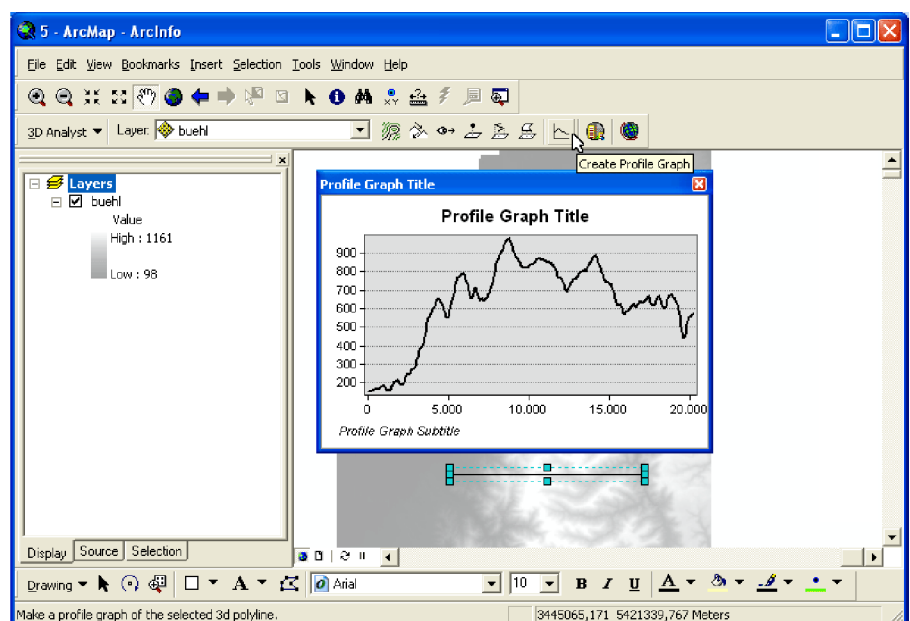 5 - ArcMap - ArcInfo
File Edit View Bookmarks Insert Selection Tools Window Help
XY
3D Analyst Layer: buehl
Create Profile Graph
Layers
buehl
Value
High : 1161
Low : 98
Profile Graph Title
Profile Graph Title
900
800
700
600
500
400
300
200
0 5.000 10.000 15.000 20.000
Profile Graph Subtitle
Display Source Selection
Drawing A Arial 10 B I U A
Make a profile graph of the selected 3d polyline. 3445065,171 5421339,767 Meters